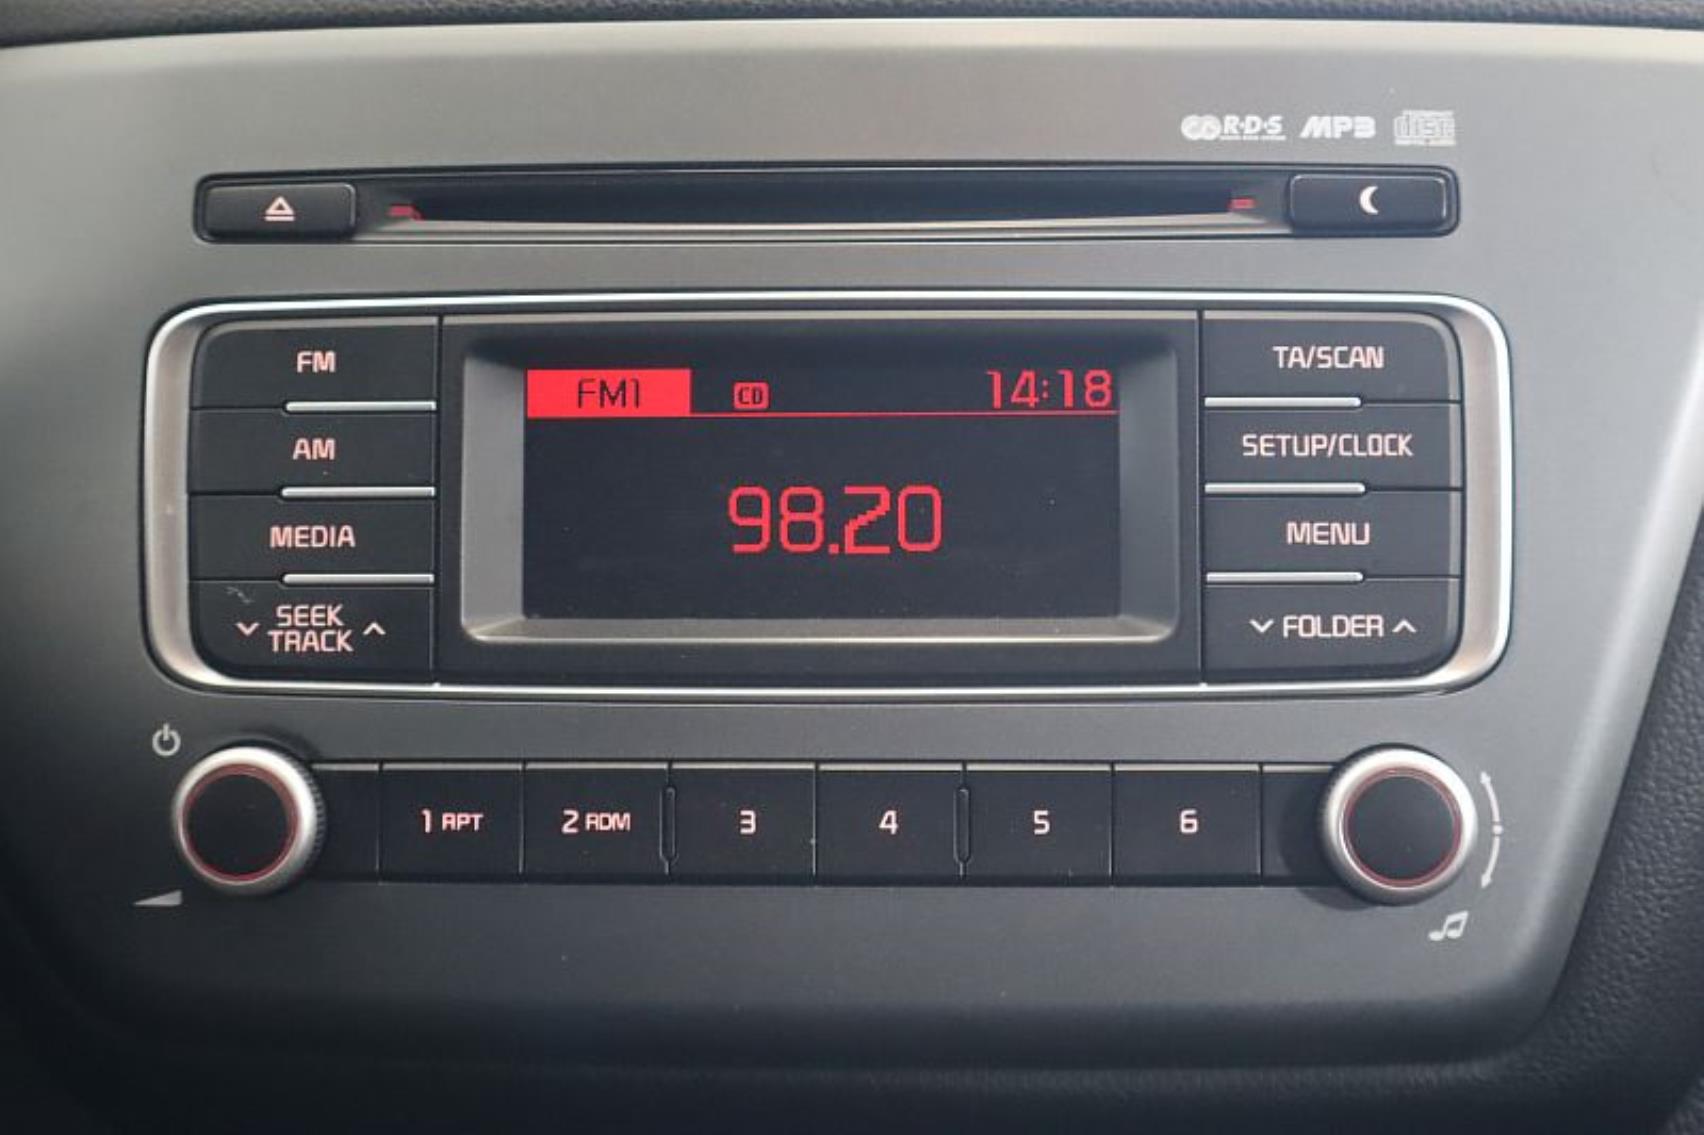 R·D·S MP3 disc
FM
AM
MEDIA
SEEK
TRACK
FM1 CD 14:18
98.20
TA/SCAN
SETUP/CLOCK
MENU
FOLDER
1 RPT 2 RDM 3 4 5 6